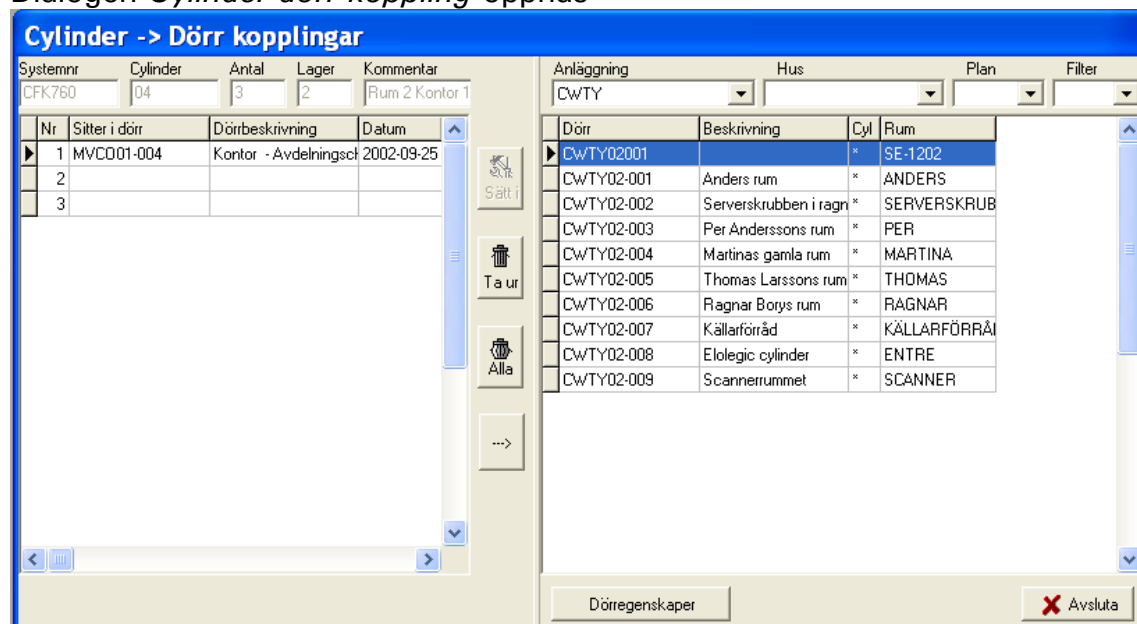 Dialogen Cylinder dörr koppling öppnas
Cylinder -> Dörr kopplingar
Systemnr Cylinder Antal Lager Kommentar
CFK760 04 3 2 Rum 2 Kontor 1
Nr Sitter i dörr Dörrbeskrivning Datum
1 MVCO01-004 Kontor - Avdelningsch 2002-09-25
2
3
Sätt i
Ta ur
Alla
--->
Anläggning Hus Plan Filter
CWTY
Dörr Beskrivning Cyl Rum
CWTY02001 * SE-1202
CWTY02-001 Anders rum * ANDERS
CWTY02-002 Serverskrubben i ragn * SERVERSKRUB
CWTY02-003 Per Anderssons rum * PER
CWTY02-004 Martinas gamla rum * MARTINA
CWTY02-005 Thomas Larssons rum * THOMAS
CWTY02-006 Ragnar Borys rum * RAGNAR
CWTY02-007 Källarförråd * KÄLLARFÖRRÅ
CWTY02-008 Elolegic cylinder * ENTRE
CWTY02-009 Scannerrummet * SCANNER
Dörregenskaper Avsluta